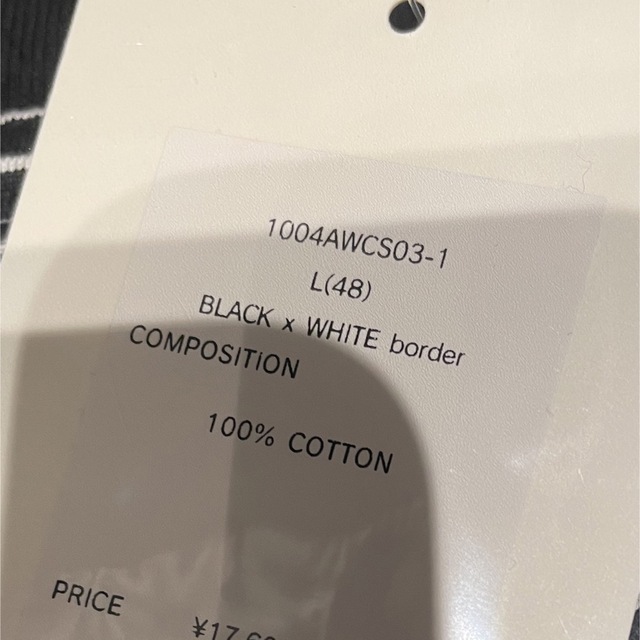 1004AWCS03-1
L(48)
BLACK x WHITE border
COMPOSITiON
100% COTTON
PRICE